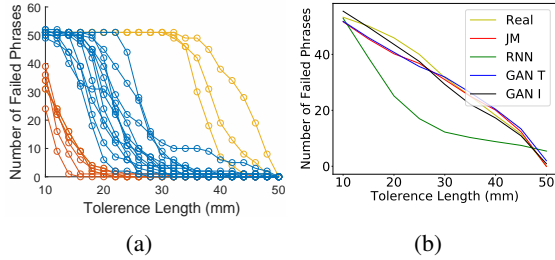 Number of Failed Phrases
60
50
40
30
20
10
0
10
20
30
40
50
Tolerence Length (mm)
(a)
Number of Failed Phrases
40
20
0
10
20
30
40
50
Tolerence Length (mm)
Real
JM
RNN
GAN T
GAN I
(b)